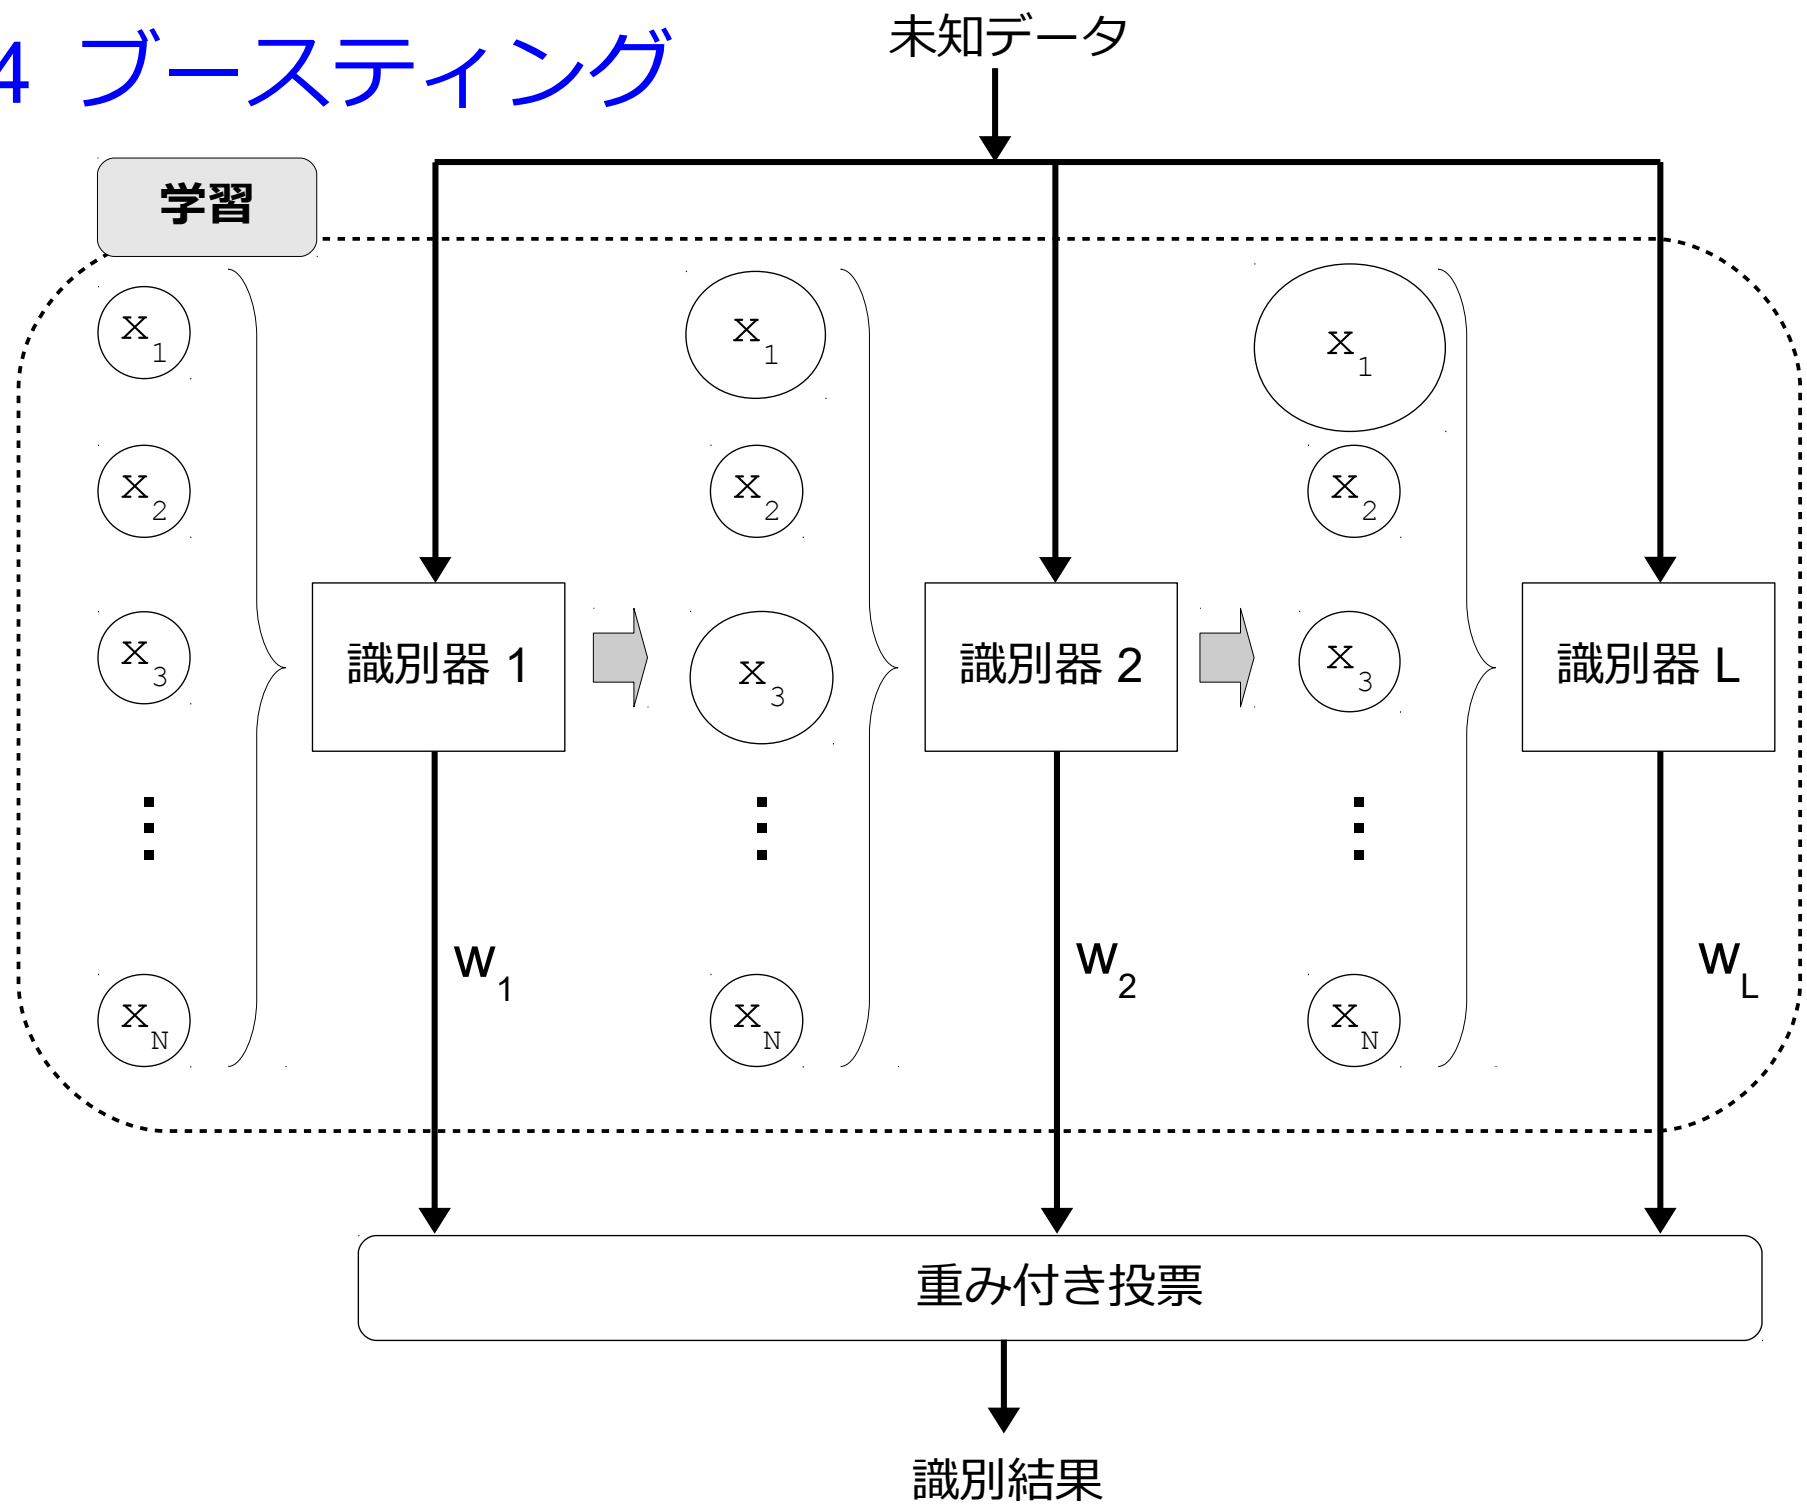 4 ブースティング
未知データ
学習
x1
x2
x3
xN
識別器 1
x1
x2
x3
xN
識別器 2
x1
x2
x3
xN
識別器 L
w1
w2
wL
重み付き投票
識別結果